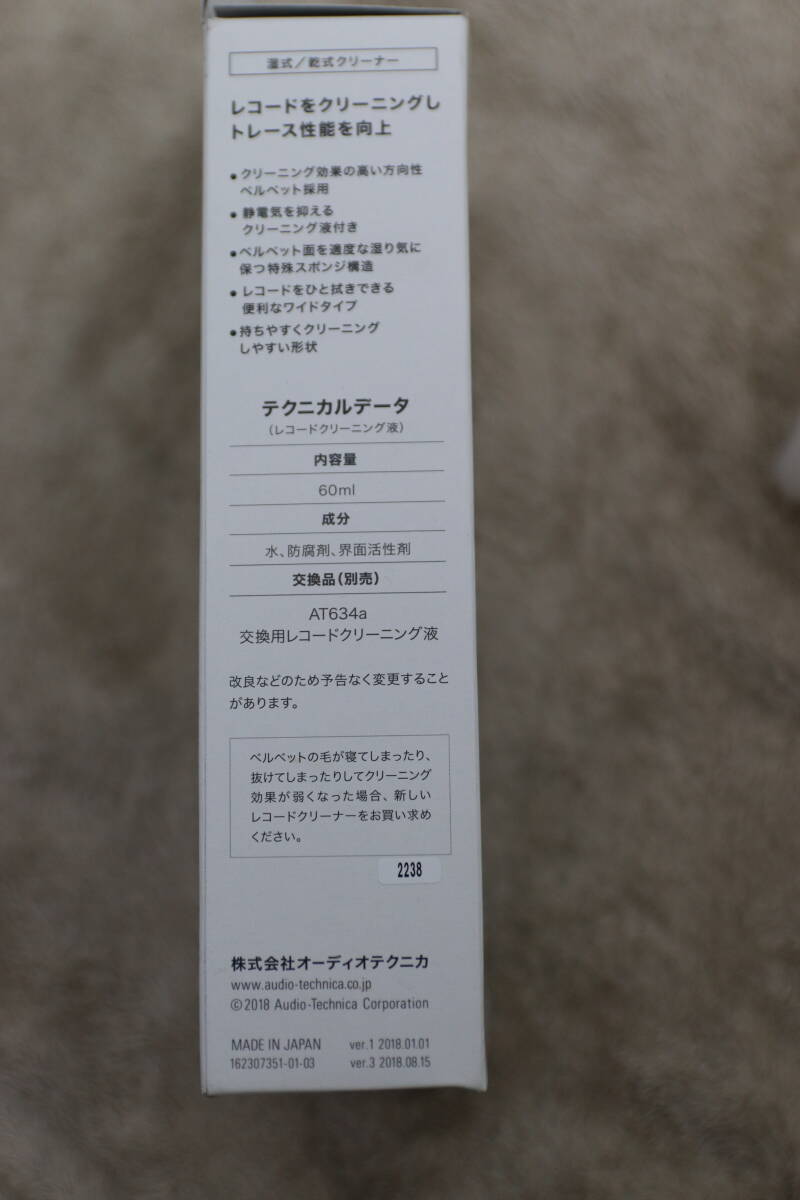 湿式／乾式クリーナー
レコードをクリーニングし
トレース性能を向上
●クリーニング効果の高い方向性
ベルベット採用
●静電気を抑える
クリーニング液付き
●ベルベット面を適度な湿り気に
保つ特殊スポンジ構造
●レコードをひと拭きできる
便利なワイドタイプ
●持ちやすくクリーニング
しやすい形状
テクニカルデータ
（レコードクリーニング液）
内容量
60ml
成分
水、防腐剤、界面活性剤
交換品（別売）
AT634a
交換用レコードクリーニング液
改良などのため予告なく変更すること
があります。
ベルベットの毛が寝てしまったり、
抜けてしまったりしてクリーニング
効果が弱くなった場合、新しい
レコードクリーナーをお買い求め
ください。
2238
株式会社オーディオテクニカ
www.audio-technica.co.jp
©2018 Audio-Technica Corporation
MADE IN JAPAN ver.1 2018.01.01
162307351-01-03 ver.3 2018.08.15